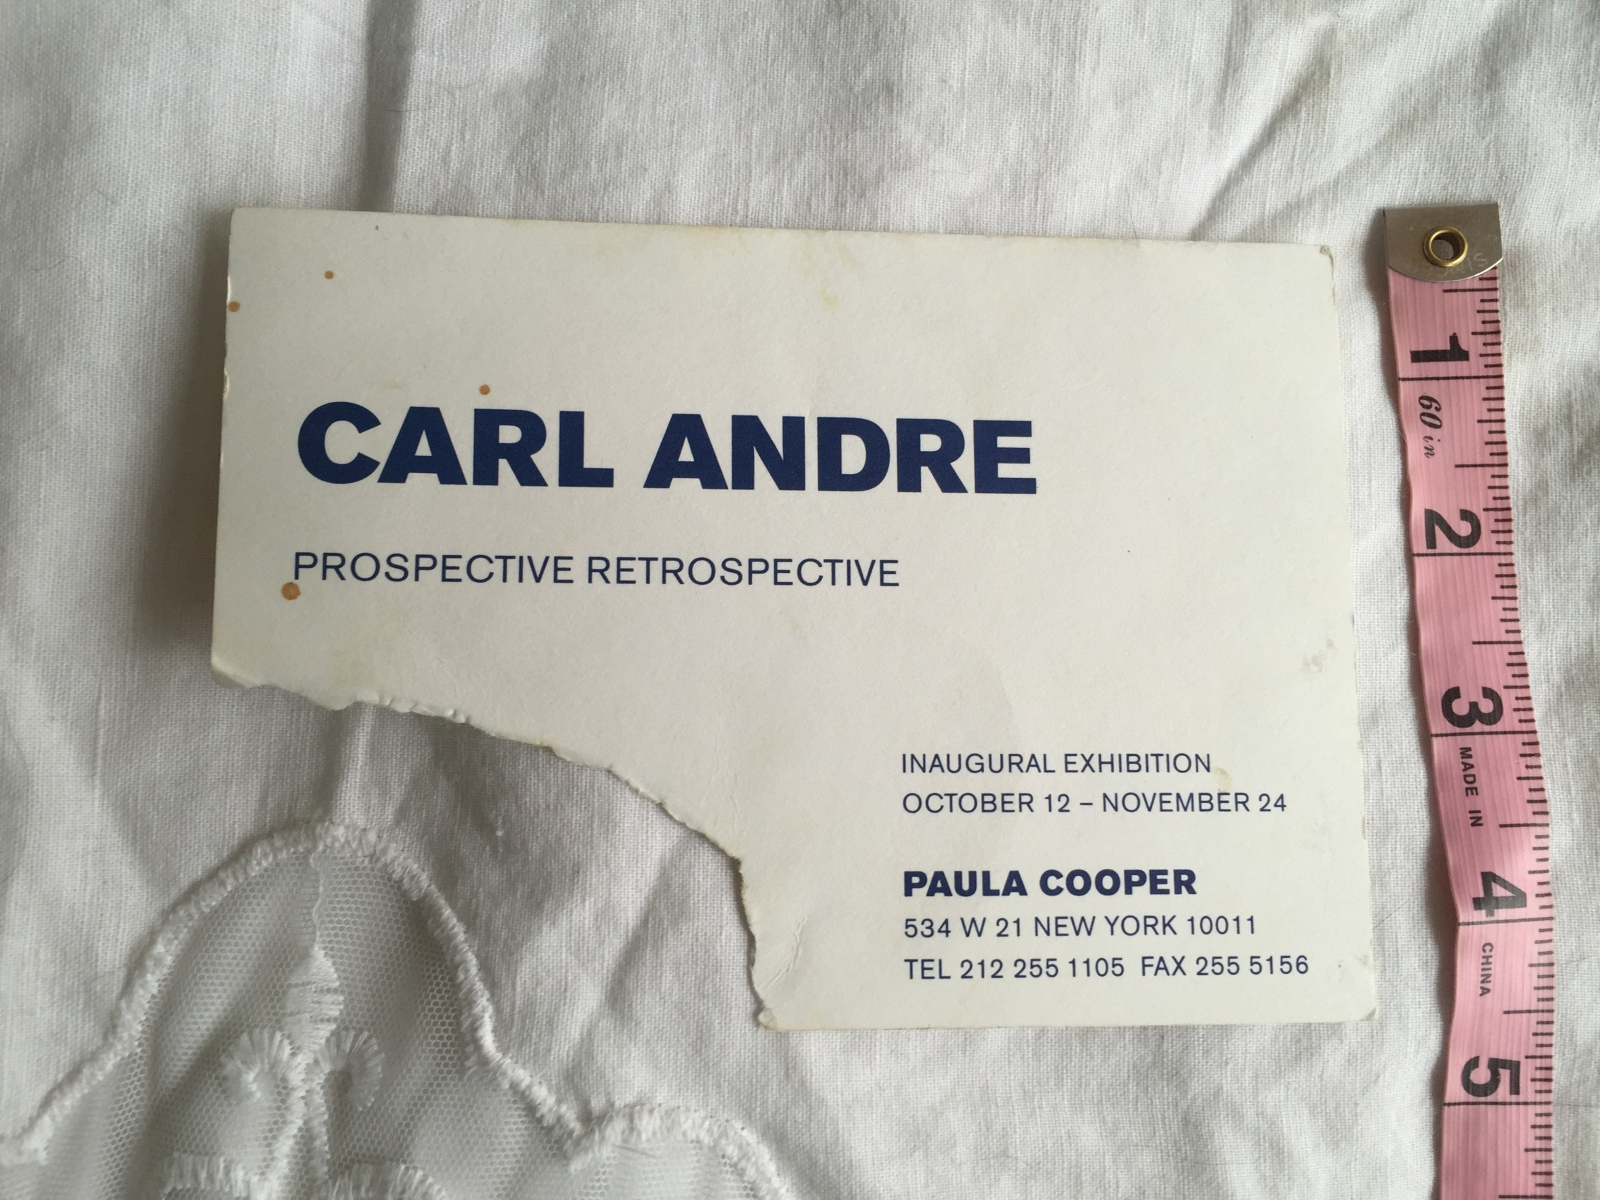 CARL ANDRE
PROSPECTIVE RETROSPECTIVE
INAUGURAL EXHIBITION
OCTOBER 12 – NOVEMBER 24
PAULA COOPER
534 W 21 NEW YORK 10011
TEL 212 255 1105 FAX 255 5156
1
60 in
2
3
MADE IN
4
CHINA
5